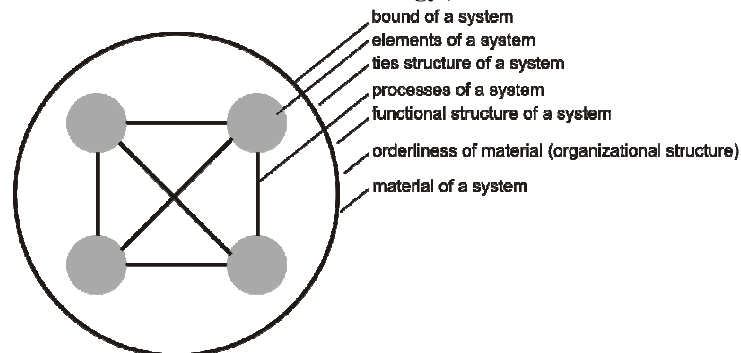 bound of a system
elements of a system
ties structure of a system
processes of a system
functional structure of a system
orderliness of material (organizational structure)
material of a system